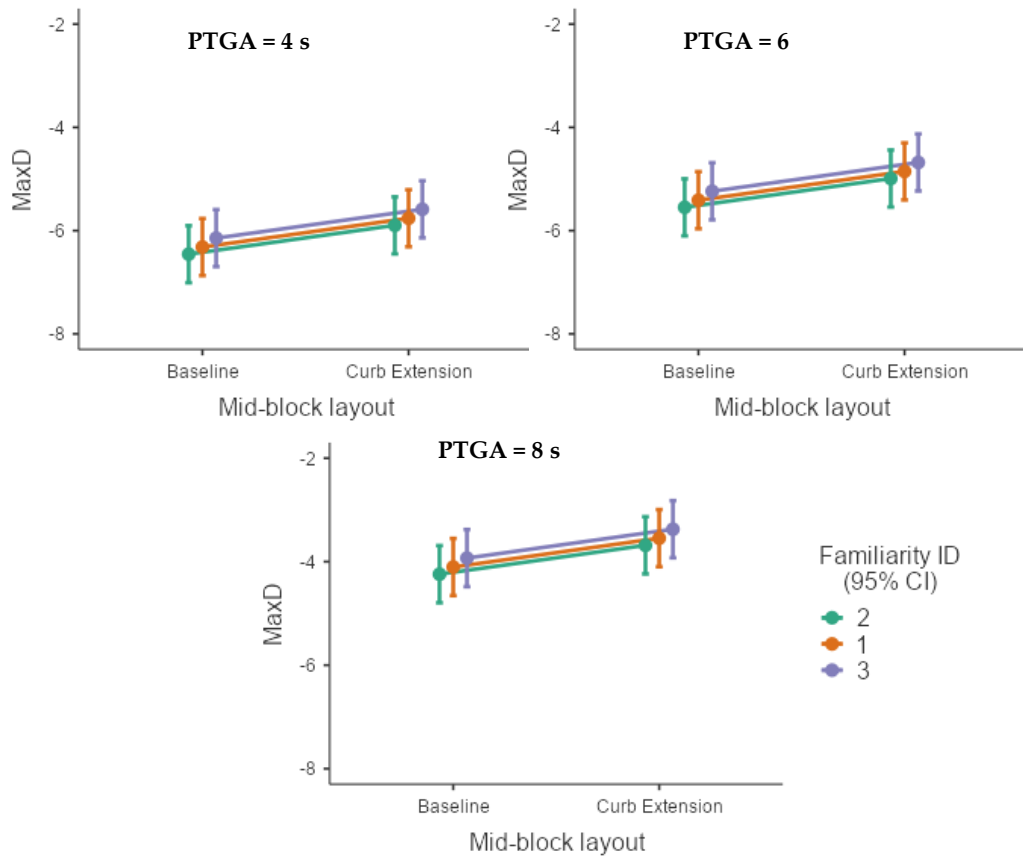 PTGA = 4 s
-2
-4
-6
-8
MaxD
Baseline
Curb Extension
Mid-block layout
PTGA = 6
-2
-4
-6
-8
MaxD
Baseline
Curb Extension
Mid-block layout
PTGA = 8 s
-2
-4
-6
-8
MaxD
Baseline
Curb Extension
Mid-block layout
Familiarity ID
(95% CI)
2
1
3